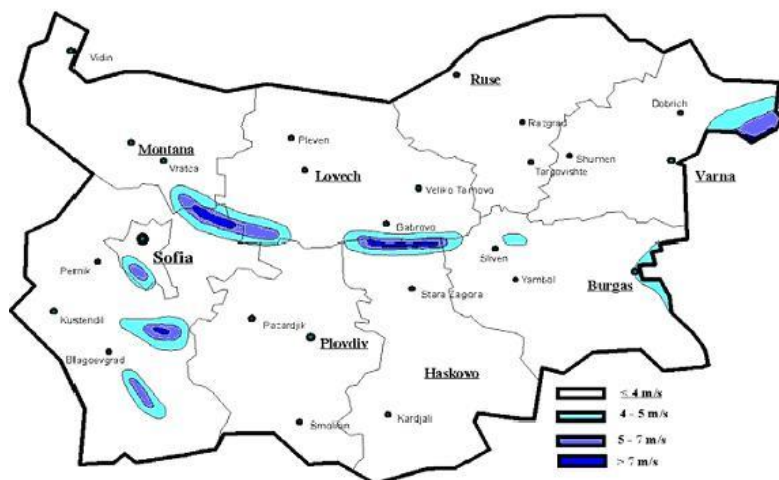 Vidin
Ruse
Dobrich
Razgrad
Montana
Pleven
Vratca
Shumen
Targovishte
Varna
Lovech
Veliko Tarnovo
Gabrovo
Sofia
Sliven
Pernik
Yambol
Burgas
Stara Zagora
Kustendil
Pazardjik
Plovdiv
Blagoevgrad
Haskovo
Smolian
Kardjali
≤ 4 m/s
4 - 5 m/s
5 - 7 m/s
> 7 m/s